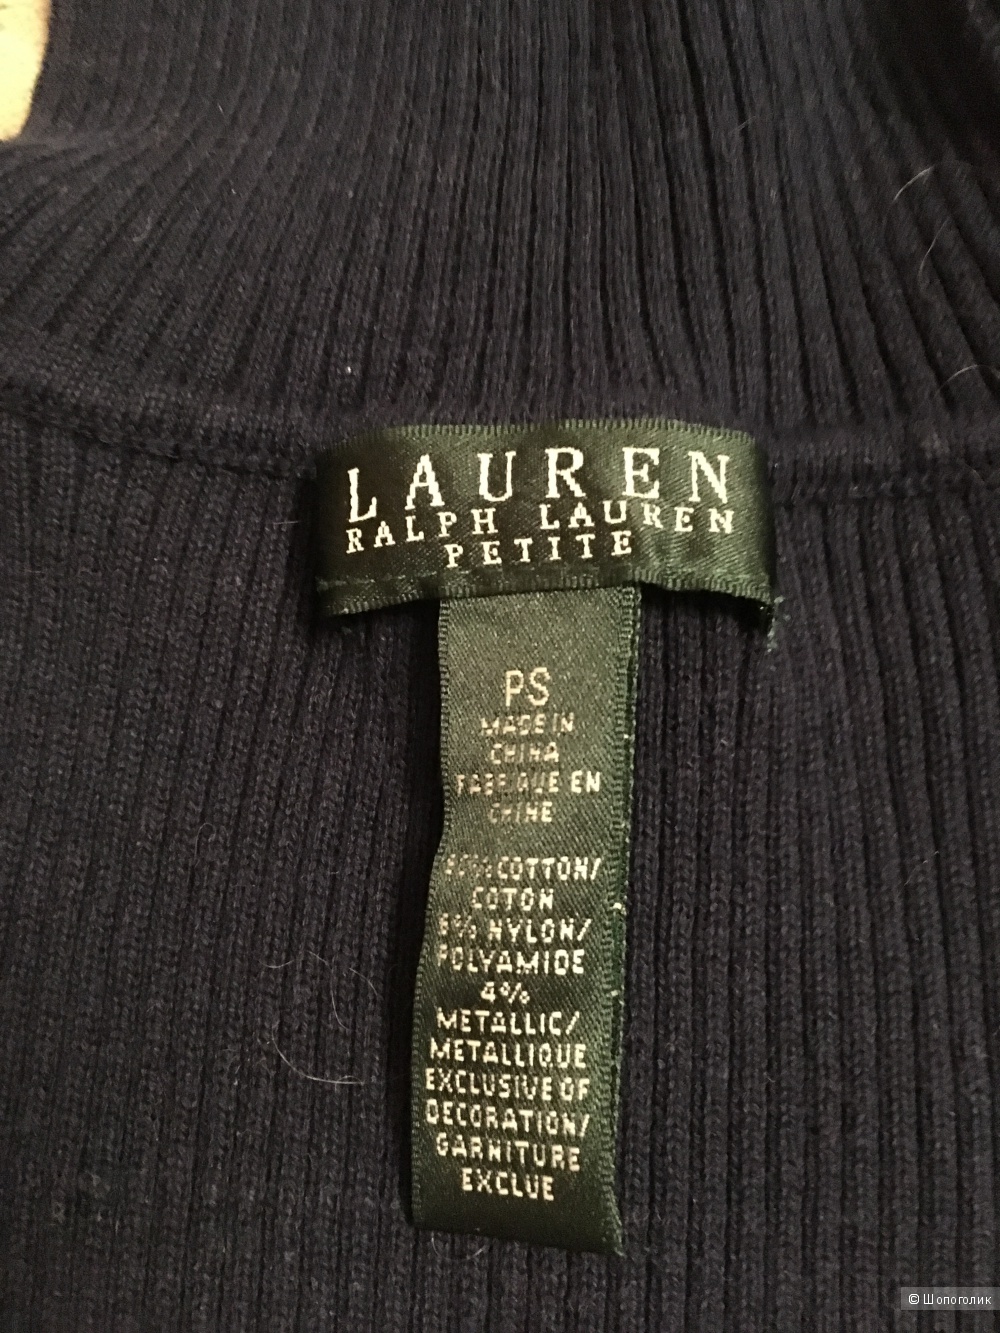 LAUREN
RALPH LAUREN
PETITE
PS
MADE IN
CHINA
FABRIQUE EN
CHINE
COTTON/
COTON
NYLON/
POLYAMIDE
4%
METALLIC/
METALLIQUE
EXCLUSIVE OF
DECORATION/
GARNITURE
EXCLUE
© Шопоголик